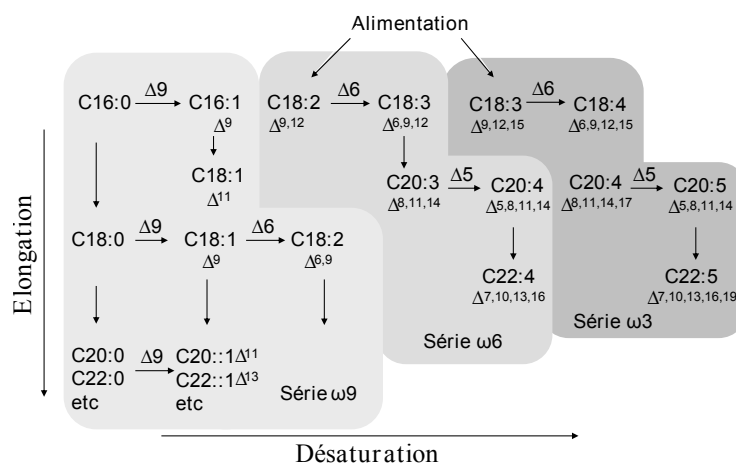 Alimentation
Δ9 Δ6 Δ6
C16:0 C16:1 C18:2 C18:3 C18:3 C18:4
Δ9 Δ9,12 Δ6,9,12 Δ9,12,15 Δ6,9,12,15
C18:1 C20:3 Δ5 C20:4 C20:4 Δ5 C20:5
Δ11 Δ8,11,14 Δ5,8,11,14 Δ8,11,14,17 Δ5,8,11,14
C18:0 Δ9 C18:1 Δ6 C18:2
Δ9 Δ6,9
C22:4 C22:5
Δ7,10,13,16 Δ7,10,13,16,19
Série ω6 Série ω3
C20:0 Δ9 C20::1Δ11
C22:0 C22::1Δ13
etc etc Série ω9
Elongation
Désaturation